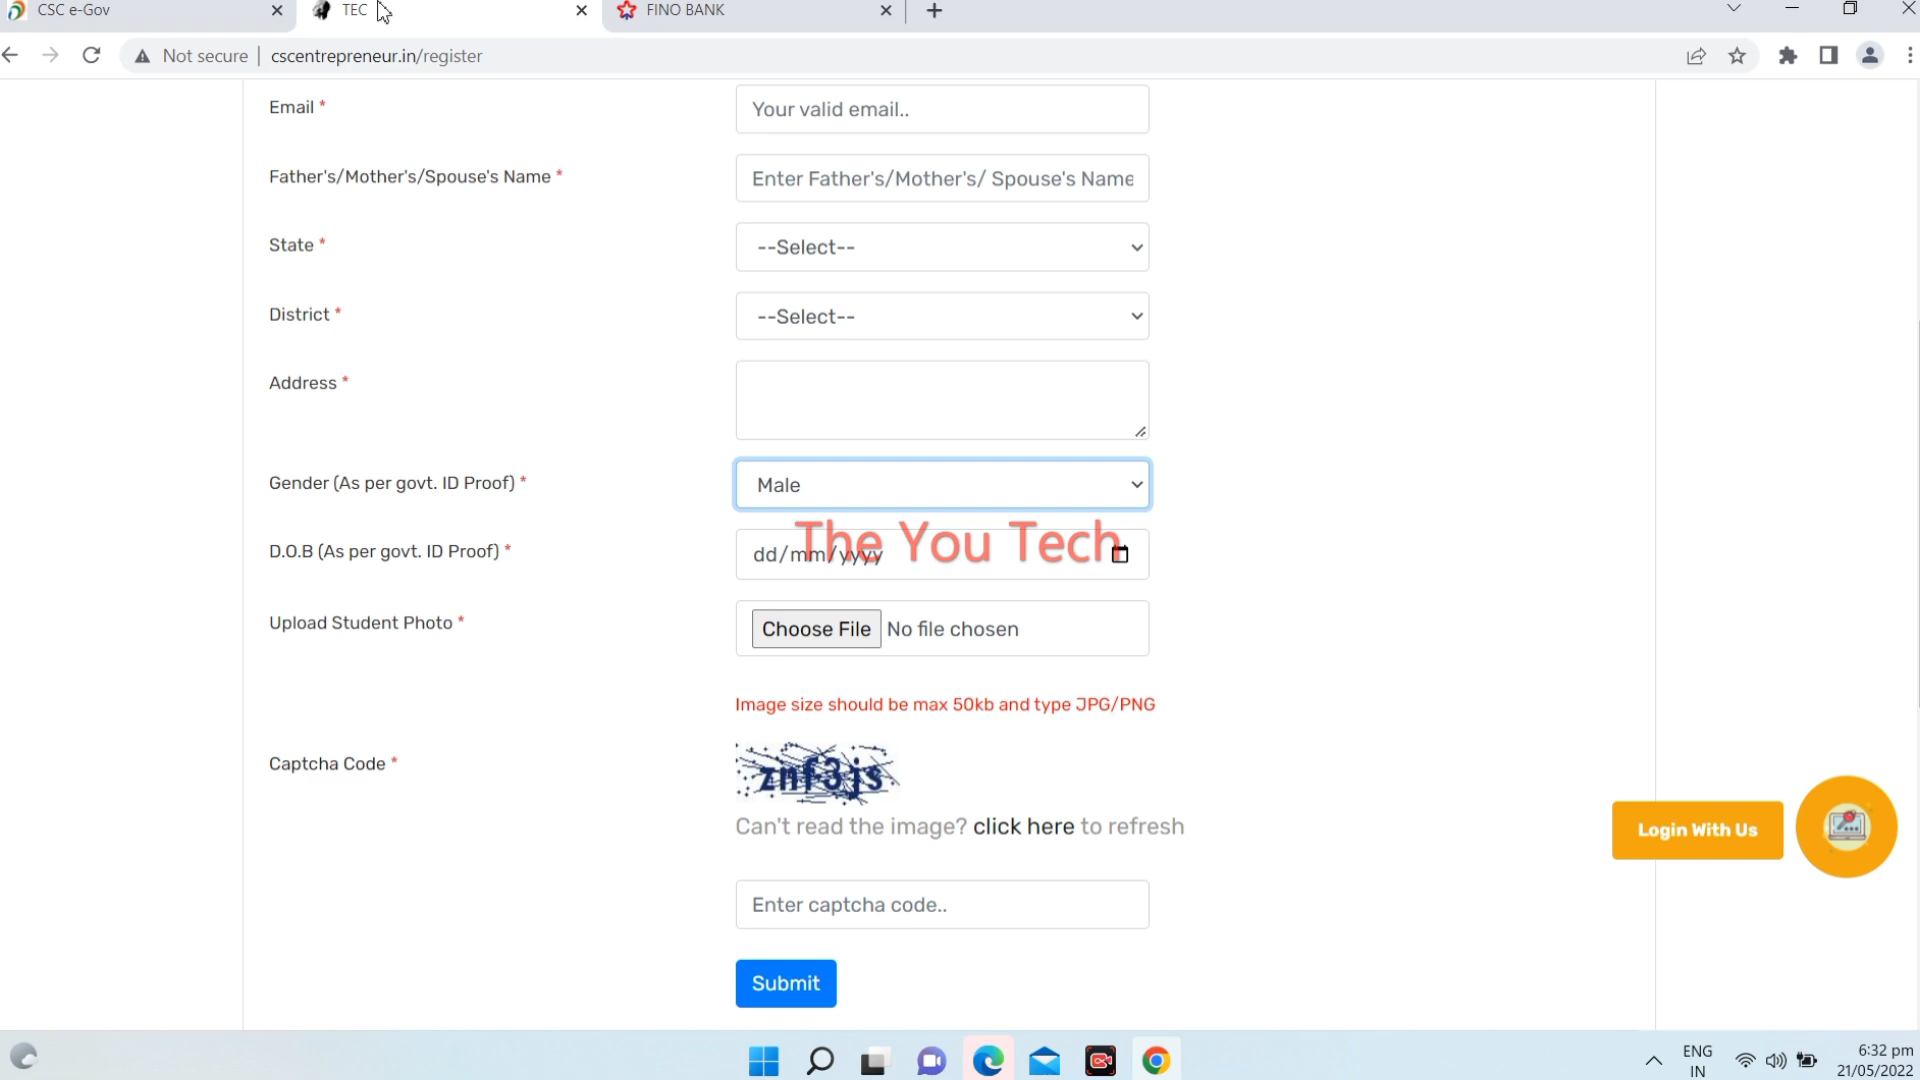 CSC e-Gov
TEC
FINO BANK
Not secure
cscentrepreneur.in/register
Email *
Your valid email..
Father's/Mother's/Spouse's Name *
Enter Father's/Mother's/ Spouse's Name
State *
--Select--
District *
--Select--
Address *
Gender (As per govt. ID Proof) *
Male
The You Tech
D.O.B (As per govt. ID Proof) *
dd/mm/yyyy
Upload Student Photo *
Choose File No file chosen
Image size should be max 50kb and type JPG/PNG
Captcha Code *
znf3js
Can't read the image? click here to refresh
Login With Us
Enter captcha code..
Submit
ENG
IN
6:32 pm
21/05/2022